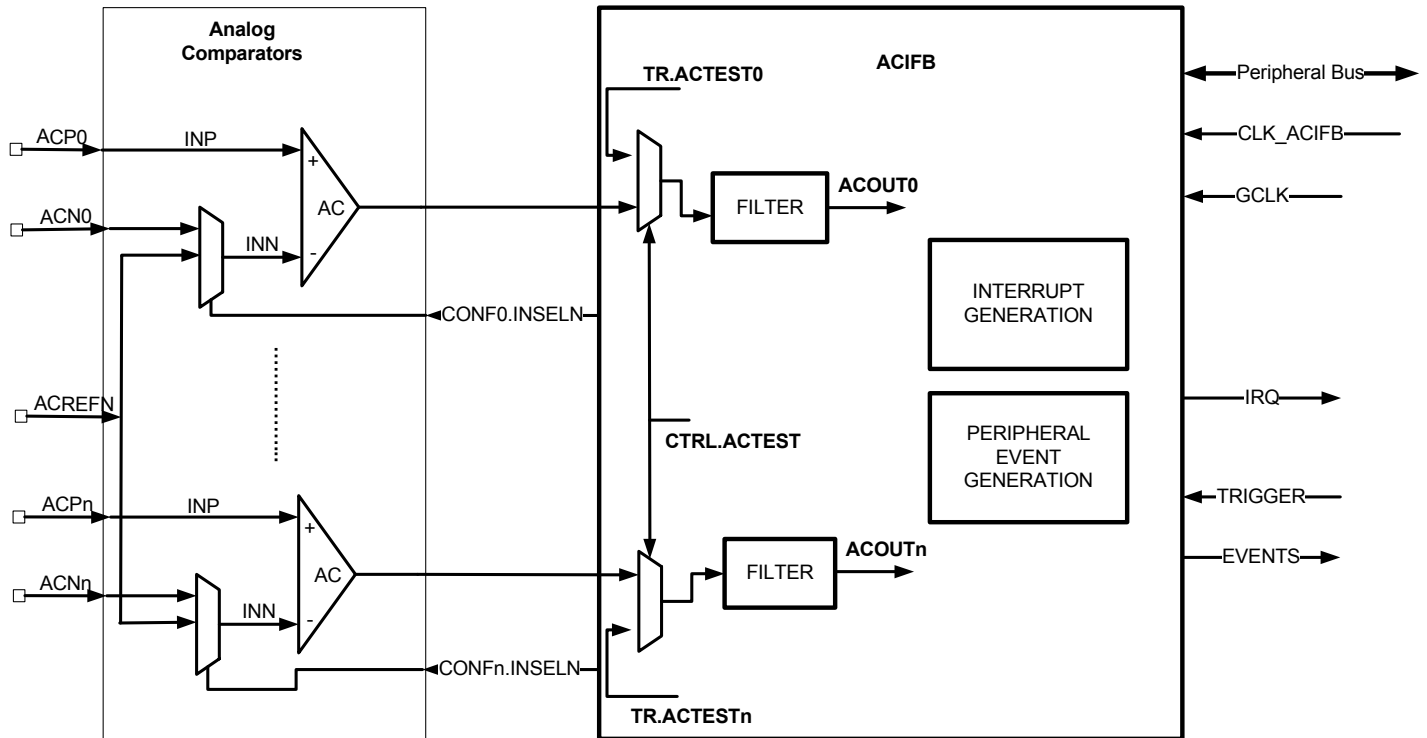 Analog
Comparators
ACIFB
TR.ACTEST0
Peripheral Bus
ACP0
INP
+
AC
-
CLK_ACIFB
ACN0
INN
FILTER
ACOUT0
GCLK
CONF0.INSELN
INTERRUPT
GENERATION
ACREFN
CTRL.ACTEST
IRQ
PERIPHERAL
EVENT
GENERATION
ACPn
INP
+
AC
-
TRIGGER
ACNn
INN
FILTER
ACOUTn
EVENTS
CONFn.INSELN
TR.ACTESTn